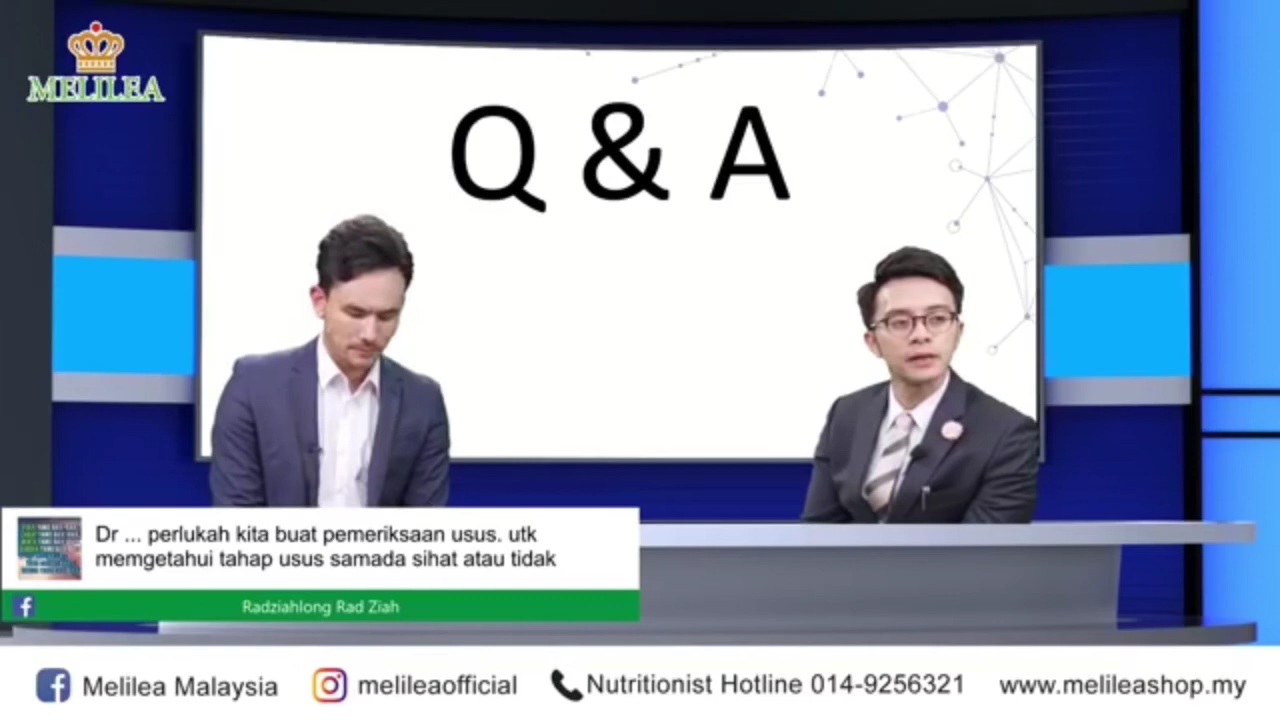 MELILEA
Q & A
Dr ... perlukah kita buat pemeriksaan usus. utk
memgetahui tahap usus samada sihat atau tidak
Radziahlong Rad Ziah
Melilea Malaysia
melileaofficial
Nutritionist Hotline 014-9256321
www.melileashop.my